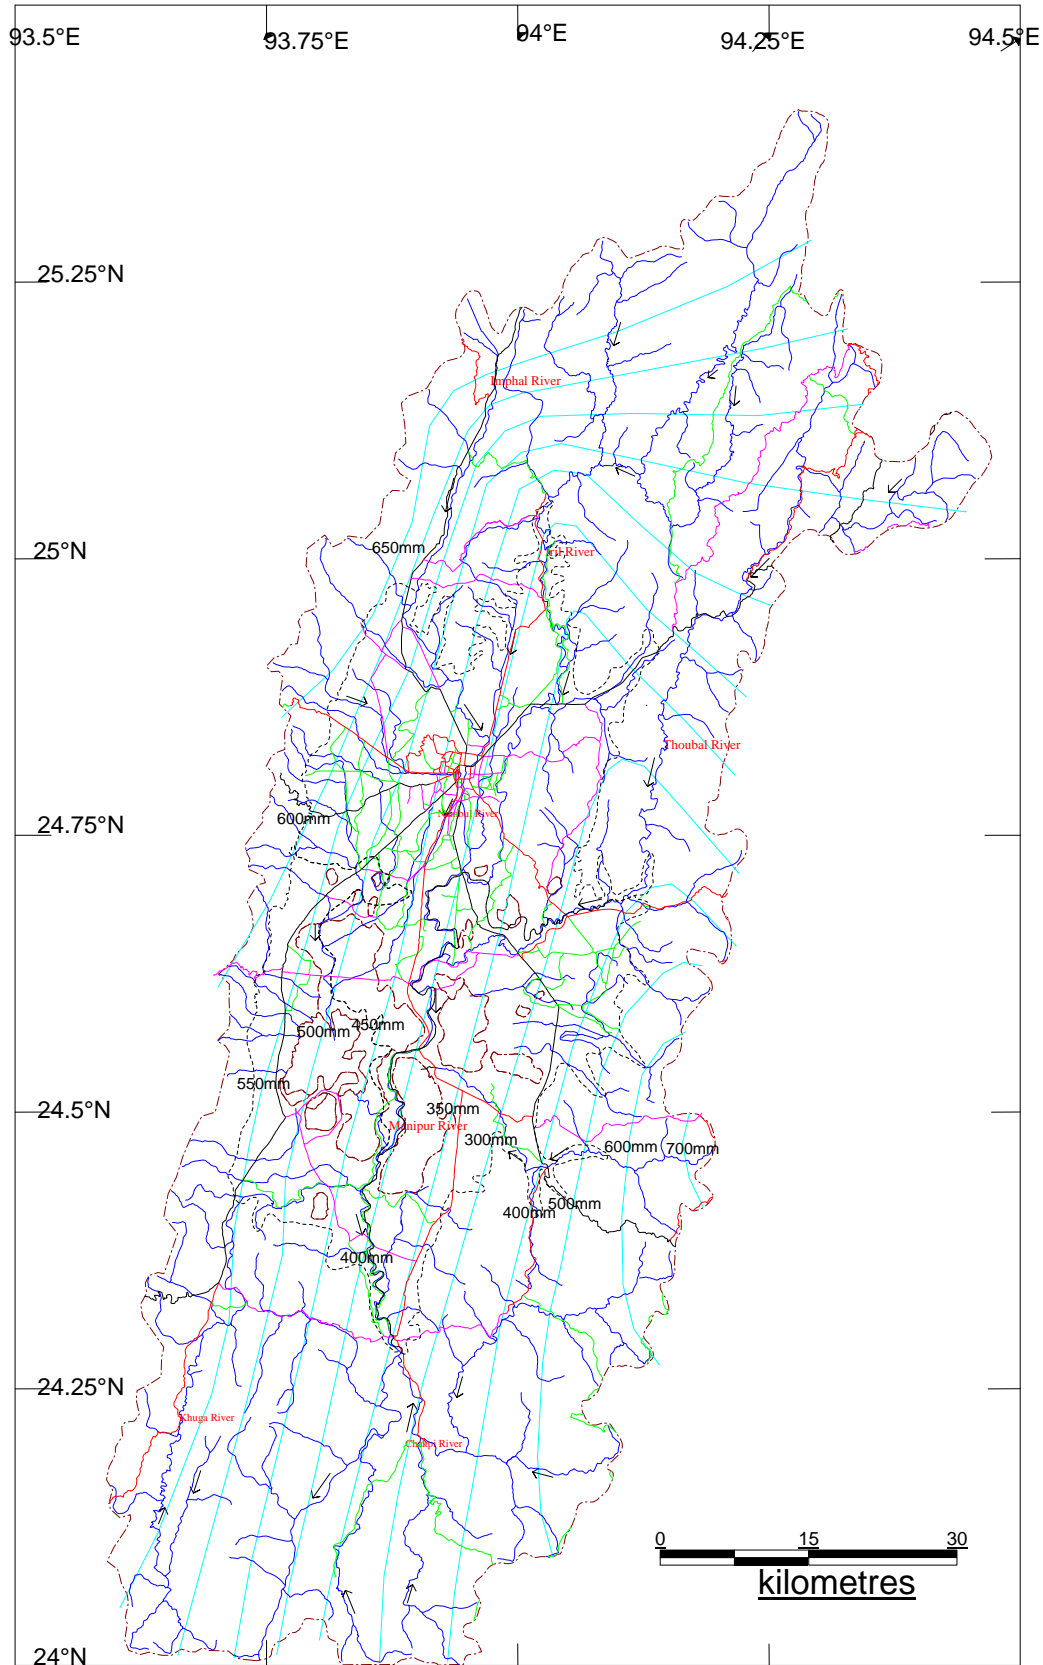 93.5°E
93.75°E
94°E
94.25°E
94.5°E
25.25°N
Imphal River
25°N
650mm
Iril River
Thoubal River
24.75°N
600mm
Nambul River
500mm
450mm
550mm
24.5°N
350mm
Manipur River
300mm
600mm
700mm
400mm
500mm
400mm
24.25°N
Khuga River
Chakpi River
0
15
30
kilometres
24°N